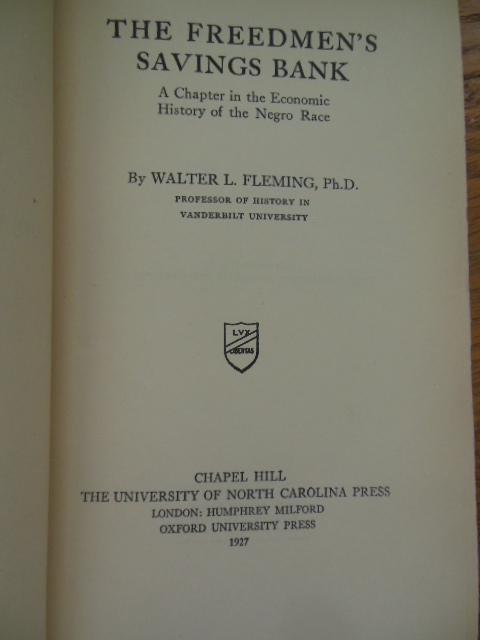 THE FREEDMEN'S
SAVINGS BANK
A Chapter in the Economic
History of the Negro Race
By WALTER L. FLEMING, Ph.D.
PROFESSOR OF HISTORY IN
VANDERBILT UNIVERSITY
LVX
LIBERTAS
CHAPEL HILL
THE UNIVERSITY OF NORTH CAROLINA PRESS
LONDON: HUMPHREY MILFORD
OXFORD UNIVERSITY PRESS
1927